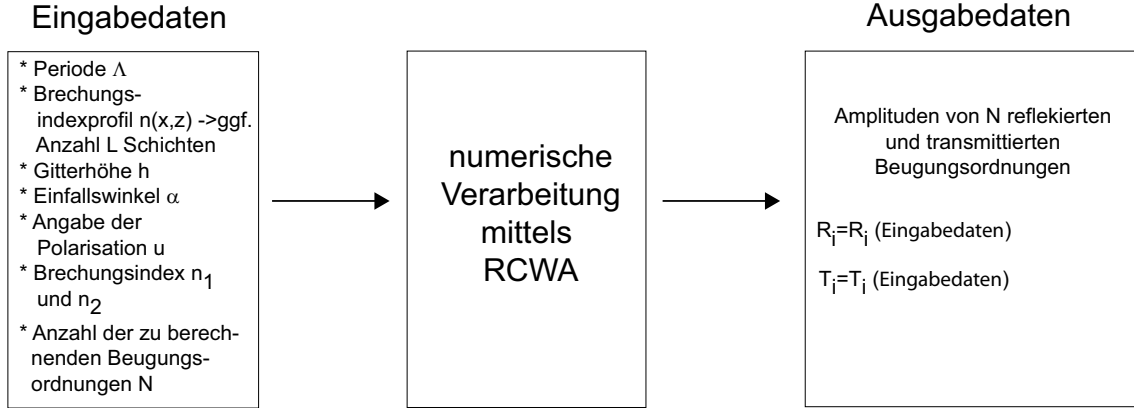 Eingabedaten
* Periode Λ
* Brechungs-
indexprofil n(x,z) ->ggf.
Anzahl L Schichten
* Gitterhöhe h
* Einfallswinkel α
* Angabe der
Polarisation u
* Brechungsindex n1
und n2
* Anzahl der zu berech-
nenden Beugungs-
ordnungen N
numerische
Verarbeitung
mittels
RCWA
Ausgabedaten
Amplituden von N reflekierten
und transmittierten
Beugungsordnungen
Ri=Ri (Eingabedaten)
Ti=Ti (Eingabedaten)